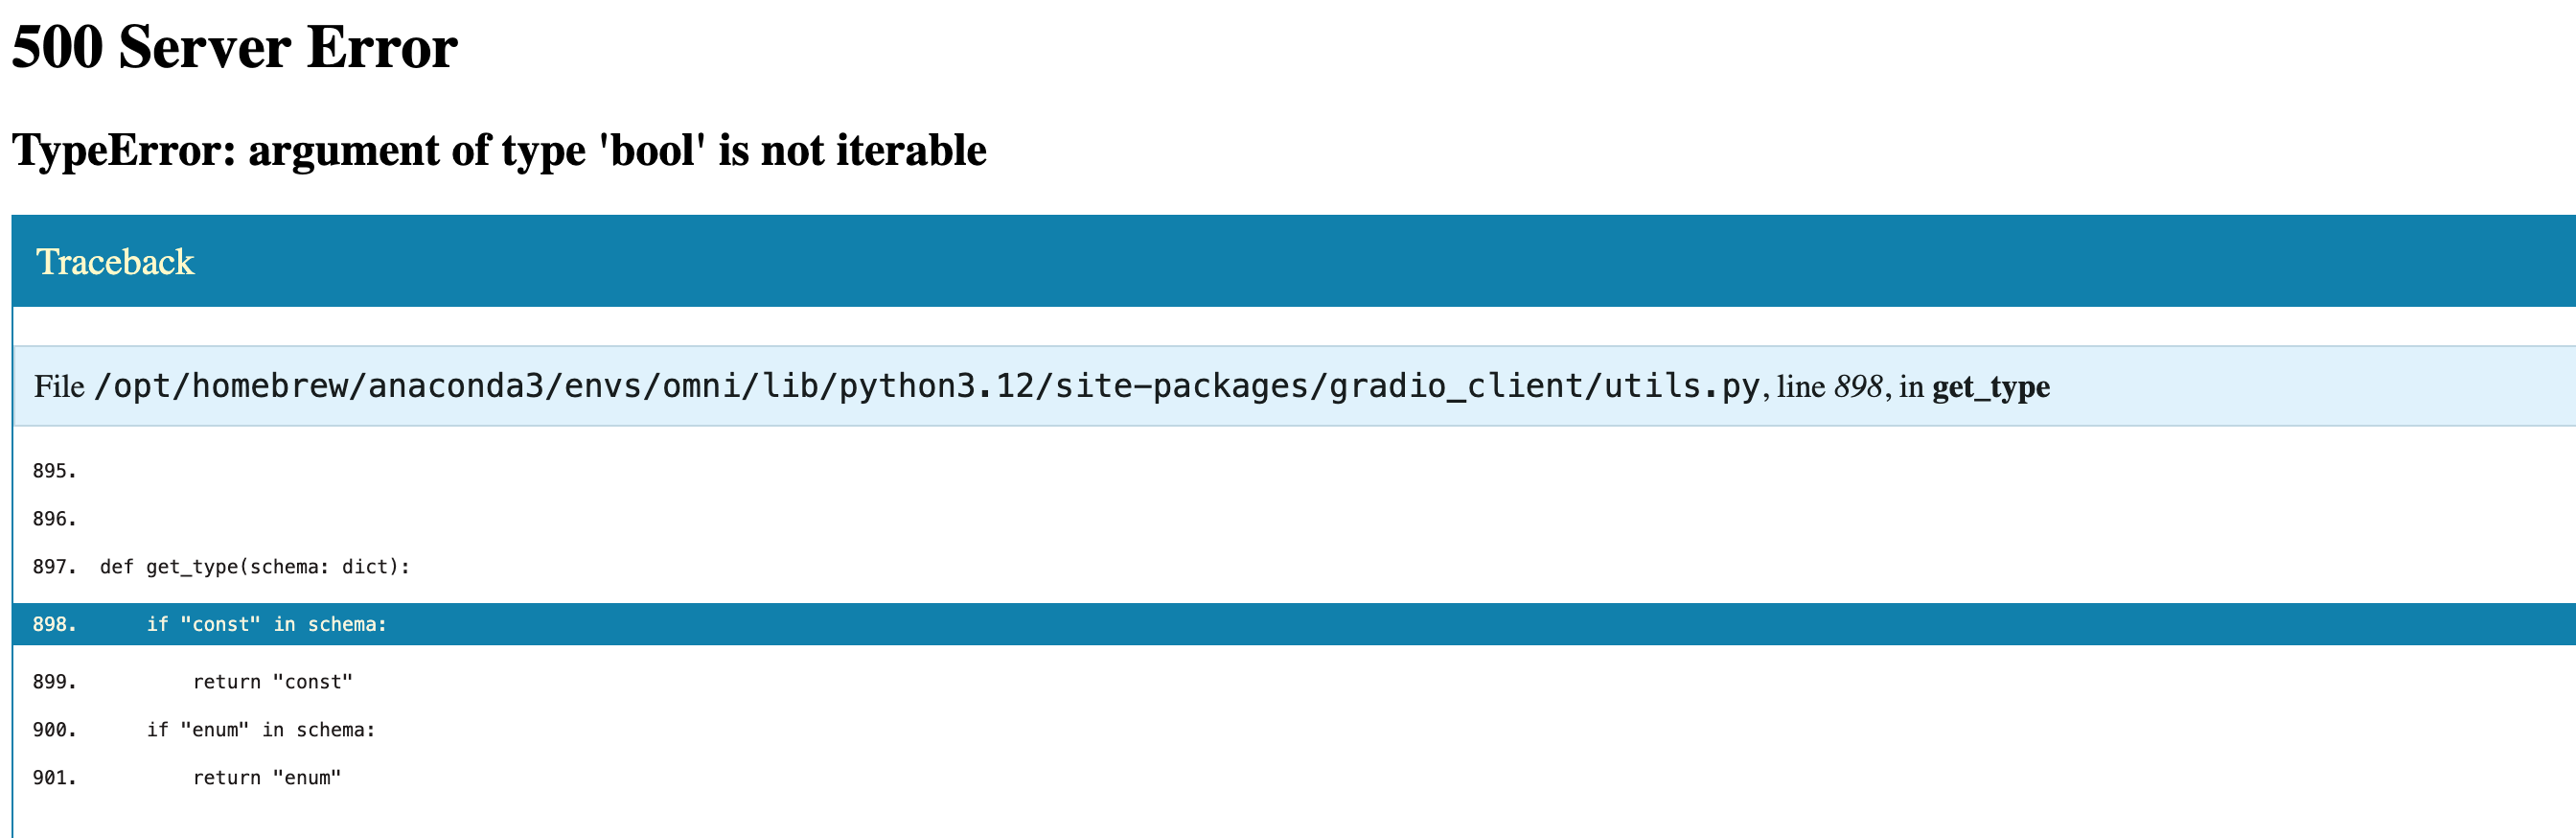 500 Server Error
TypeError: argument of type 'bool' is not iterable
Traceback
File /opt/homebrew/anaconda3/envs/omni/lib/python3.12/site-packages/gradio_client/utils.py, line 898, in get_type
895.
896.
897. def get_type(schema: dict):
898.     if "const" in schema:
899.         return "const"
900.     if "enum" in schema:
901.         return "enum"